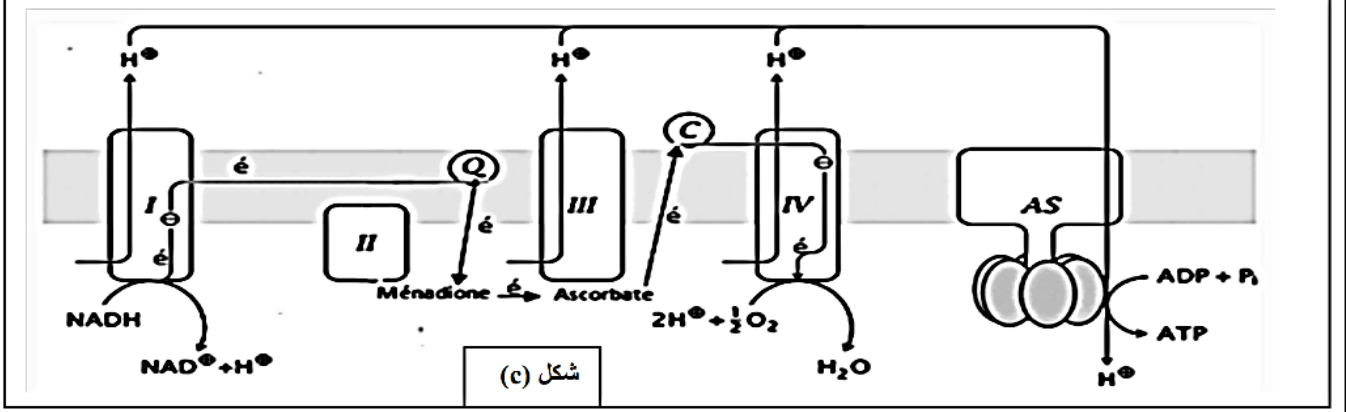 H⊕ H⊕ H⊕
é Q C
I é II III é IV AS
é é
Ménadione é Ascorbate ADP + Pi
NADH 2H⊕ + ½O₂ ATP
NAD⊕+H⊕ H₂O H⊕
شكل (c)